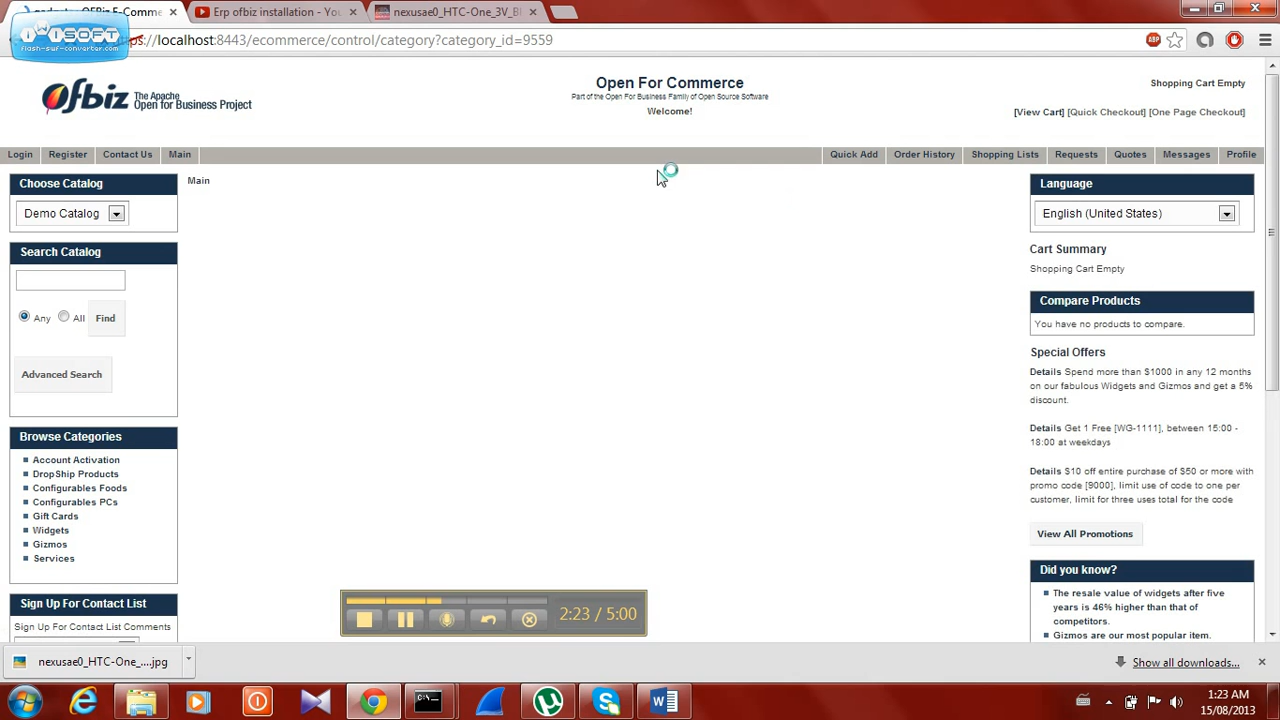 OFBiz E-Comme
Erp ofbiz installation - Yo
nexusae0_HTC-One_3V_Bl
iWiSOFT
flash-swf-converter.com
://localhost:8443/ecommerce/control/category?category_id=9559
Ofbiz The Apache
Open for Business Project
Open For Commerce
Part of the Open For Business Family of Open Source Software
Welcome!
Shopping Cart Empty
[View Cart] [Quick Checkout] [One Page Checkout]
Login Register Contact Us Main Quick Add Order History Shopping Lists Requests Quotes Messages Profile
Choose Catalog
Demo Catalog
Search Catalog
Any All Find
Advanced Search
Browse Categories
Account Activation
DropShip Products
Configurables Foods
Configurables PCs
Gift Cards
Widgets
Gizmos
Services
Sign Up For Contact List
Sign Up For Contact List Comments
Main
Language
English (United States)
Cart Summary
Shopping Cart Empty
Compare Products
You have no products to compare.
Special Offers
Details Spend more than $1000 in any 12 months
on our fabulous Widgets and Gizmos and get a 5%
discount.
Details Get 1 Free [WG-1111], between 15:00 -
18:00 at weekdays
Details $10 off entire purchase of $50 or more with
promo code [9000], limit use of code to one per
customer, limit for three uses total for the code
View All Promotions
Did you know?
The resale value of widgets after five
years is 46% higher than that of
competitors.
Gizmos are our most popular item.
2:23 / 5:00
nexusae0_HTC-One_....jpg
Show all downloads...
1:23 AM
15/08/2013